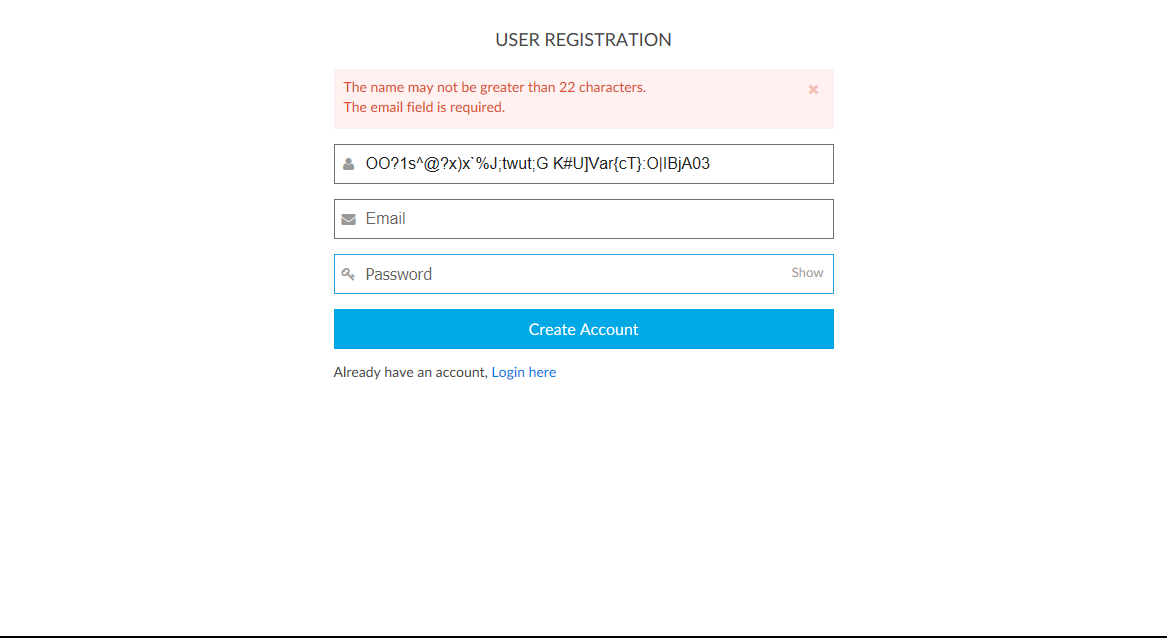 USER REGISTRATION
The name may not be greater than 22 characters.
The email field is required.
OO?1s^@?x)x`%J;twut;G K#U]Var{cT}:O|IBjA03
Email
Password
Show
Create Account
Already have an account, Login here